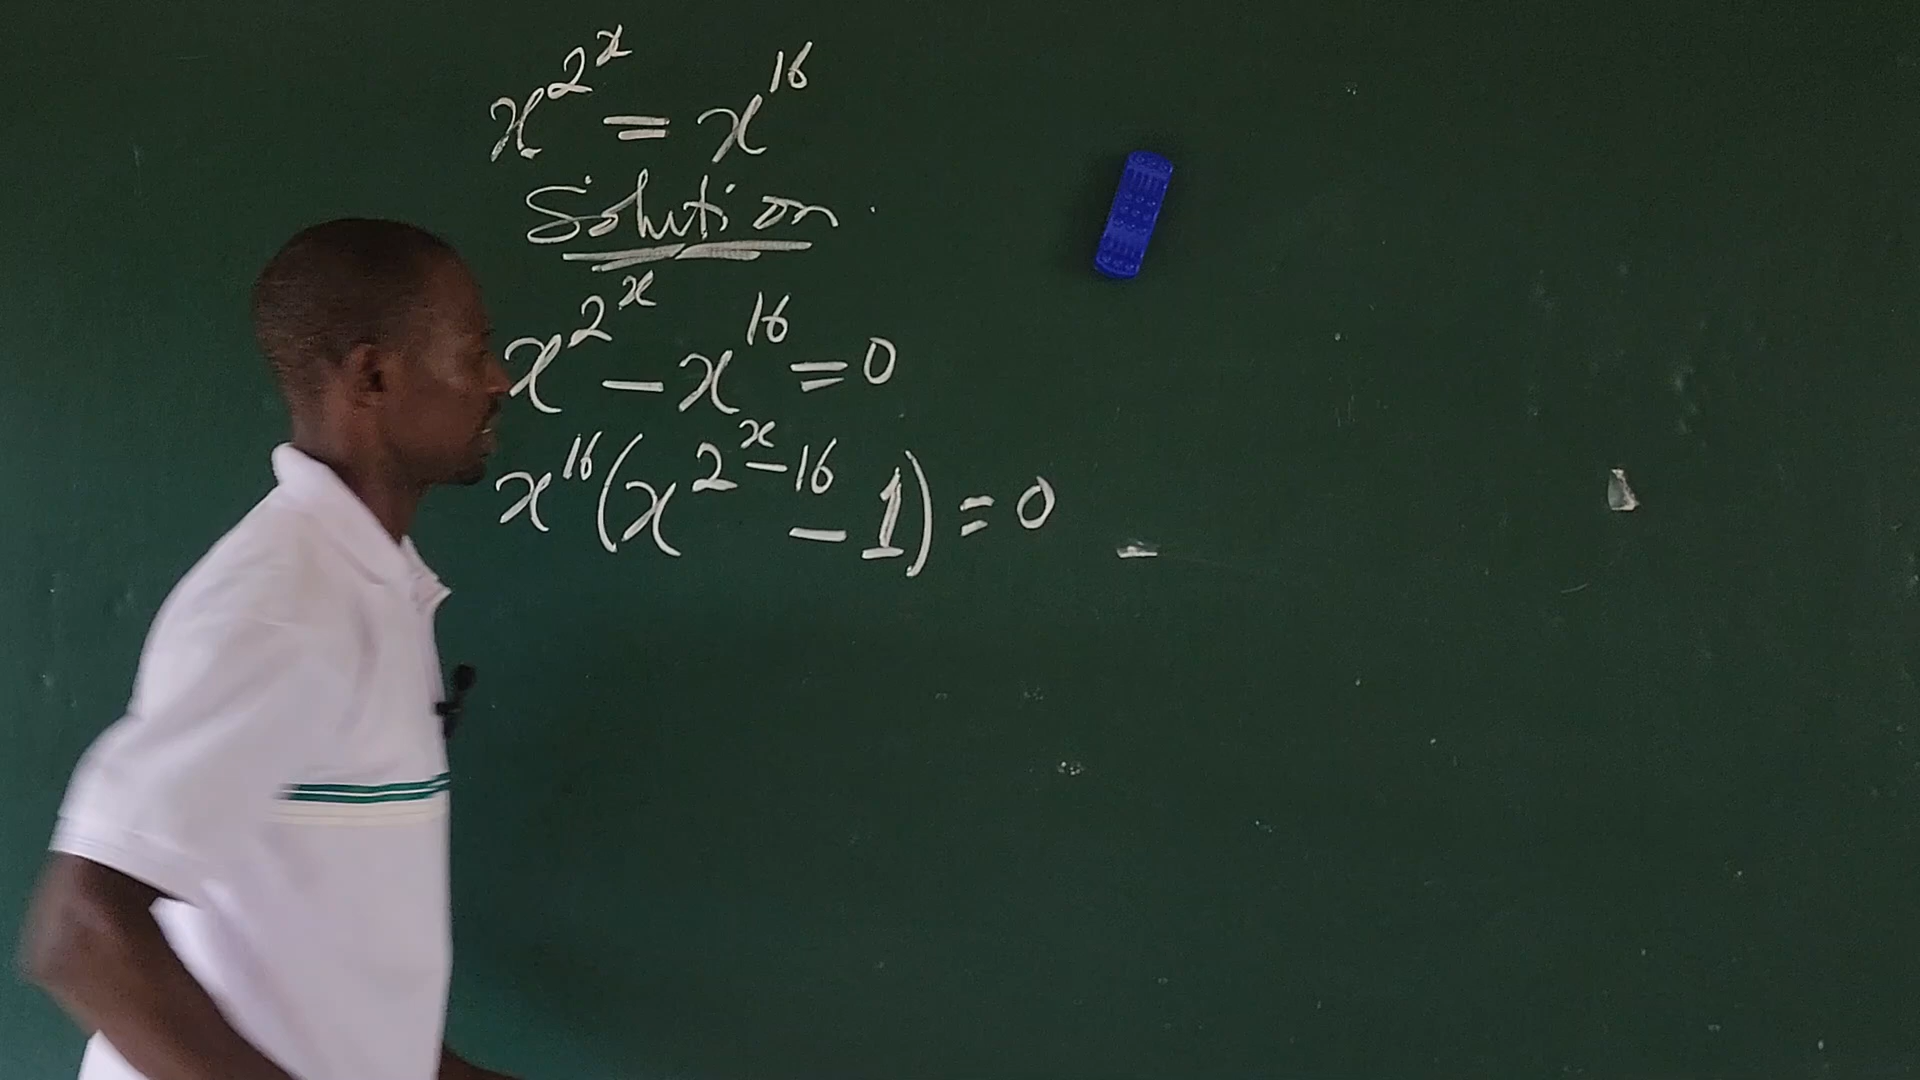 x^{2^x} = x^{16}
Solution
x^{2^x} - x^{16} = 0
x^{16}(x^{2^x - 16} - 1) = 0